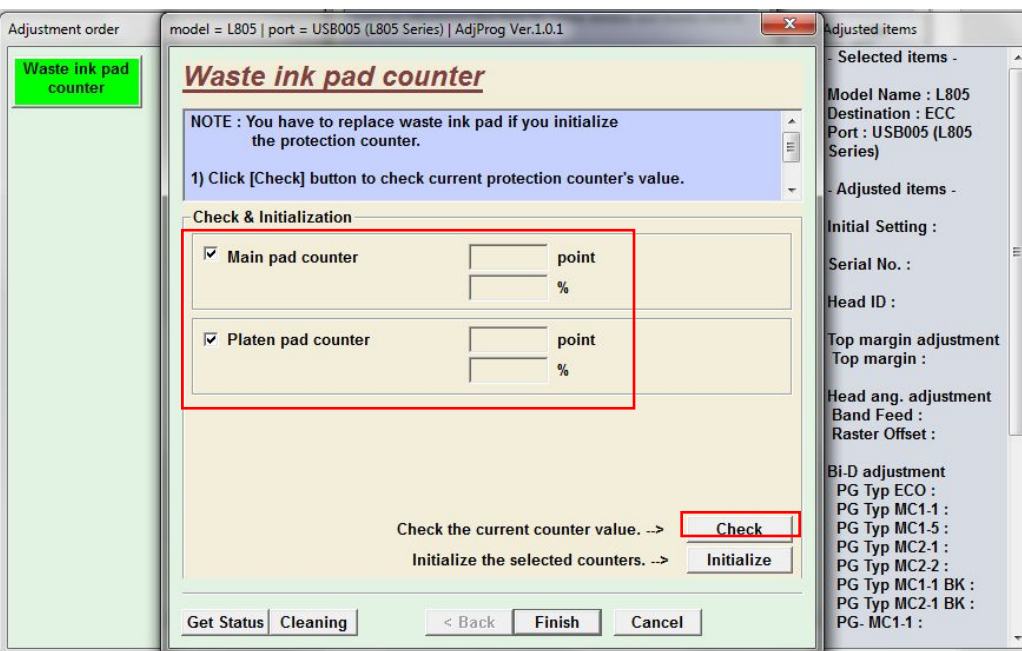 Adjustment order
Waste ink pad
counter
model = L805 | port = USB005 (L805 Series) | AdjProg Ver.1.0.1
Waste ink pad counter
NOTE : You have to replace waste ink pad if you initialize
the protection counter.
1) Click [Check] button to check current protection counter's value.
Check & Initialization
Main pad counter
point
%
Platen pad counter
point
%
Check the current counter value. -->
Check
Initialize the selected counters. -->
Initialize
Get Status
Cleaning
< Back
Finish
Cancel
Adjusted items
- Selected items -
Model Name : L805
Destination : ECC
Port : USB005 (L805
Series)
- Adjusted items -
Initial Setting :
Serial No. :
Head ID :
Top margin adjustment
Top margin :
Head ang. adjustment
Band Feed :
Raster Offset :
Bi-D adjustment
PG Typ ECO :
PG Typ MC1-1 :
PG Typ MC1-5 :
PG Typ MC2-1 :
PG Typ MC2-2 :
PG Typ MC1-1 BK :
PG Typ MC2-1 BK :
PG- MC1-1 :